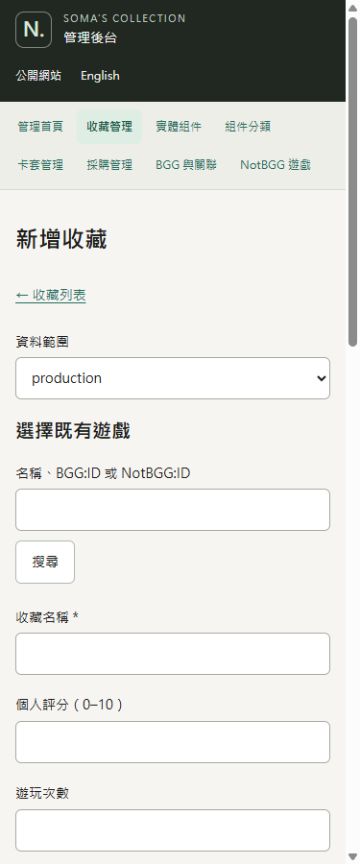 N.
SOMA'S COLLECTION
管理後台
公開網站 English
管理首頁 收藏管理 實體組件 組件分類
卡套管理 採購管理 BGG 與關聯 NotBGG 遊戲
新增收藏
← 收藏列表
資料範圍
production
選擇既有遊戲
名稱、BGG:ID 或 NotBGG:ID
搜尋
收藏名稱 *
個人評分（0–10）
遊玩次數